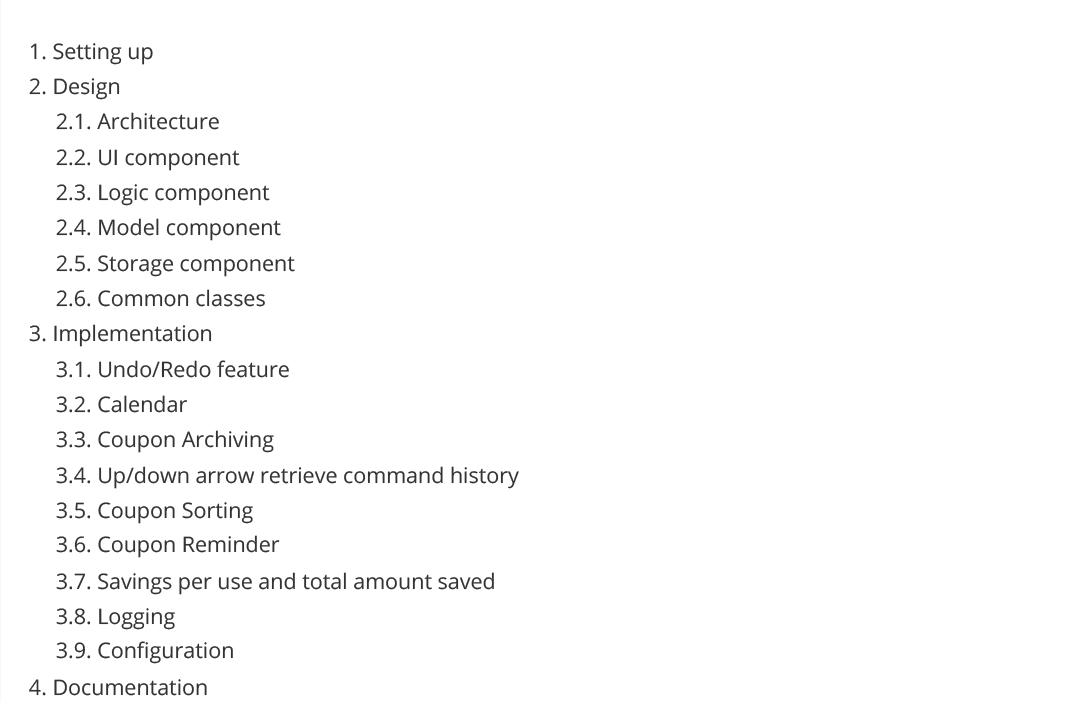 1. Setting up
2. Design
2.1. Architecture
2.2. UI component
2.3. Logic component
2.4. Model component
2.5. Storage component
2.6. Common classes
3. Implementation
3.1. Undo/Redo feature
3.2. Calendar
3.3. Coupon Archiving
3.4. Up/down arrow retrieve command history
3.5. Coupon Sorting
3.6. Coupon Reminder
3.7. Savings per use and total amount saved
3.8. Logging
3.9. Configuration
4. Documentation